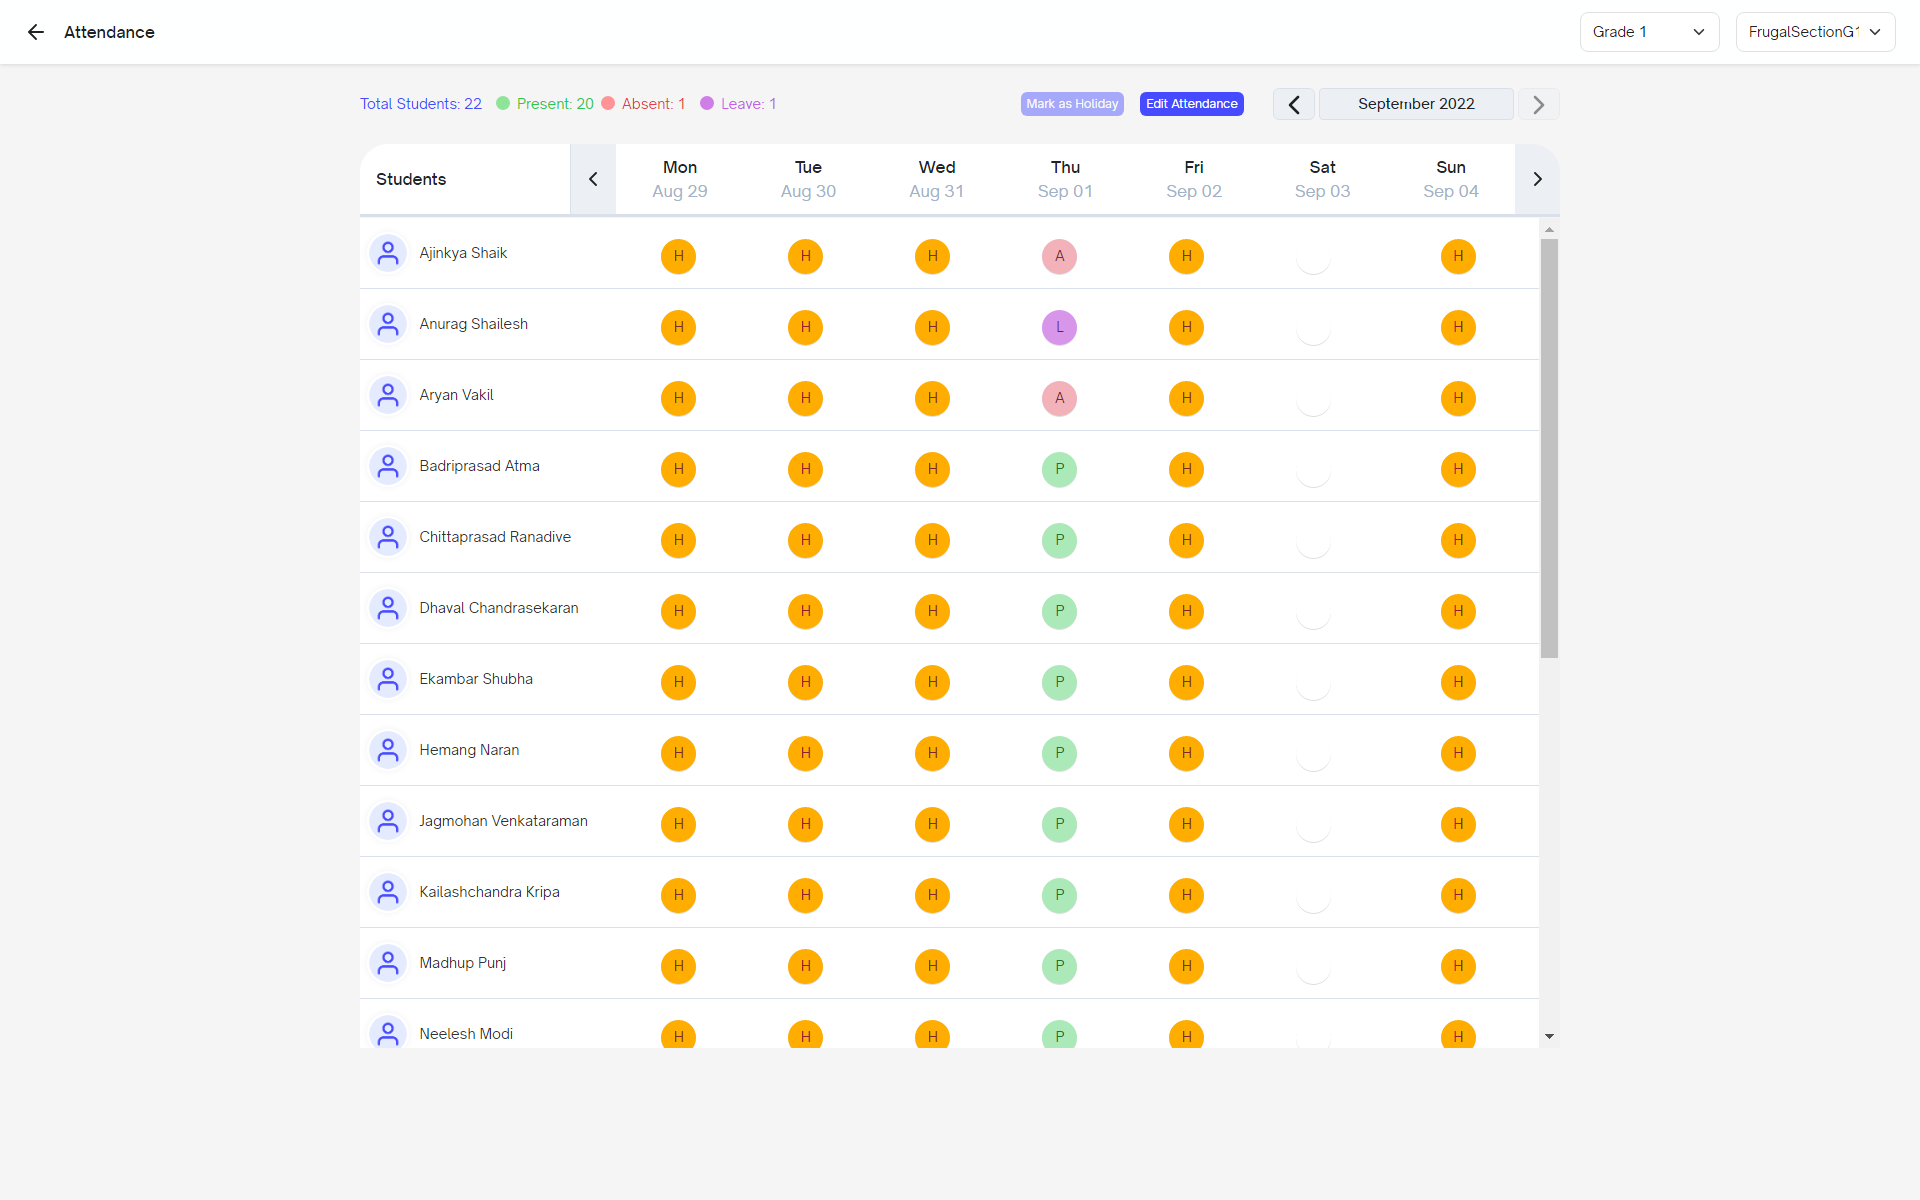 Attendance
Grade 1
FrugalSectionG1
Total Students: 22 Present: 20 Absent: 1 Leave: 1
Mark as Holiday
Edit Attendance
September 2022
Students Mon Tue Wed Thu Fri Sat Sun
Aug 29 Aug 30 Aug 31 Sep 01 Sep 02 Sep 03 Sep 04
Ajinkya Shaik H H H A H H
Anurag Shailesh H H H L H H
Aryan Vakil H H H A H H
Badriprasad Atma H H H P H H
Chittaprasad Ranadive H H H P H H
Dhaval Chandrasekaran H H H P H H
Ekambar Shubha H H H P H H
Hemang Naran H H H P H H
Jagmohan Venkataraman H H H P H H
Kailashchandra Kripa H H H P H H
Madhup Punj H H H P H H
Neelesh Modi H H H P H H